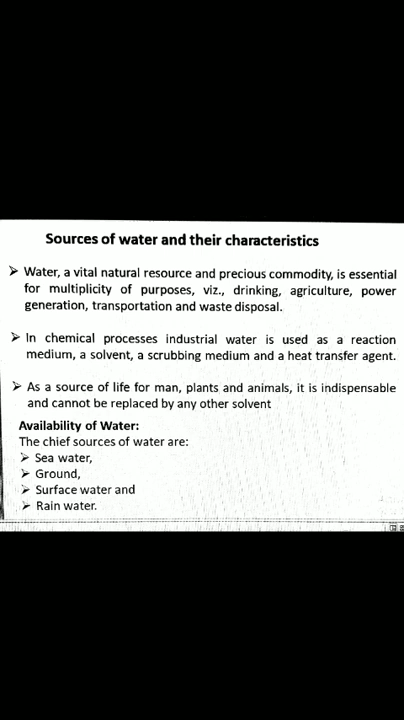 Sources of water and their characteristics
➢ Water, a vital natural resource and precious commodity, is essential
for multiplicity of purposes, viz., drinking, agriculture, power
generation, transportation and waste disposal.
➢ In chemical processes industrial water is used as a reaction
medium, a solvent, a scrubbing medium and a heat transfer agent.
➢ As a source of life for man, plants and animals, it is indispensable
and cannot be replaced by any other solvent
Availability of Water:
The chief sources of water are:
➢ Sea water,
➢ Ground,
➢ Surface water and
➢ Rain water.